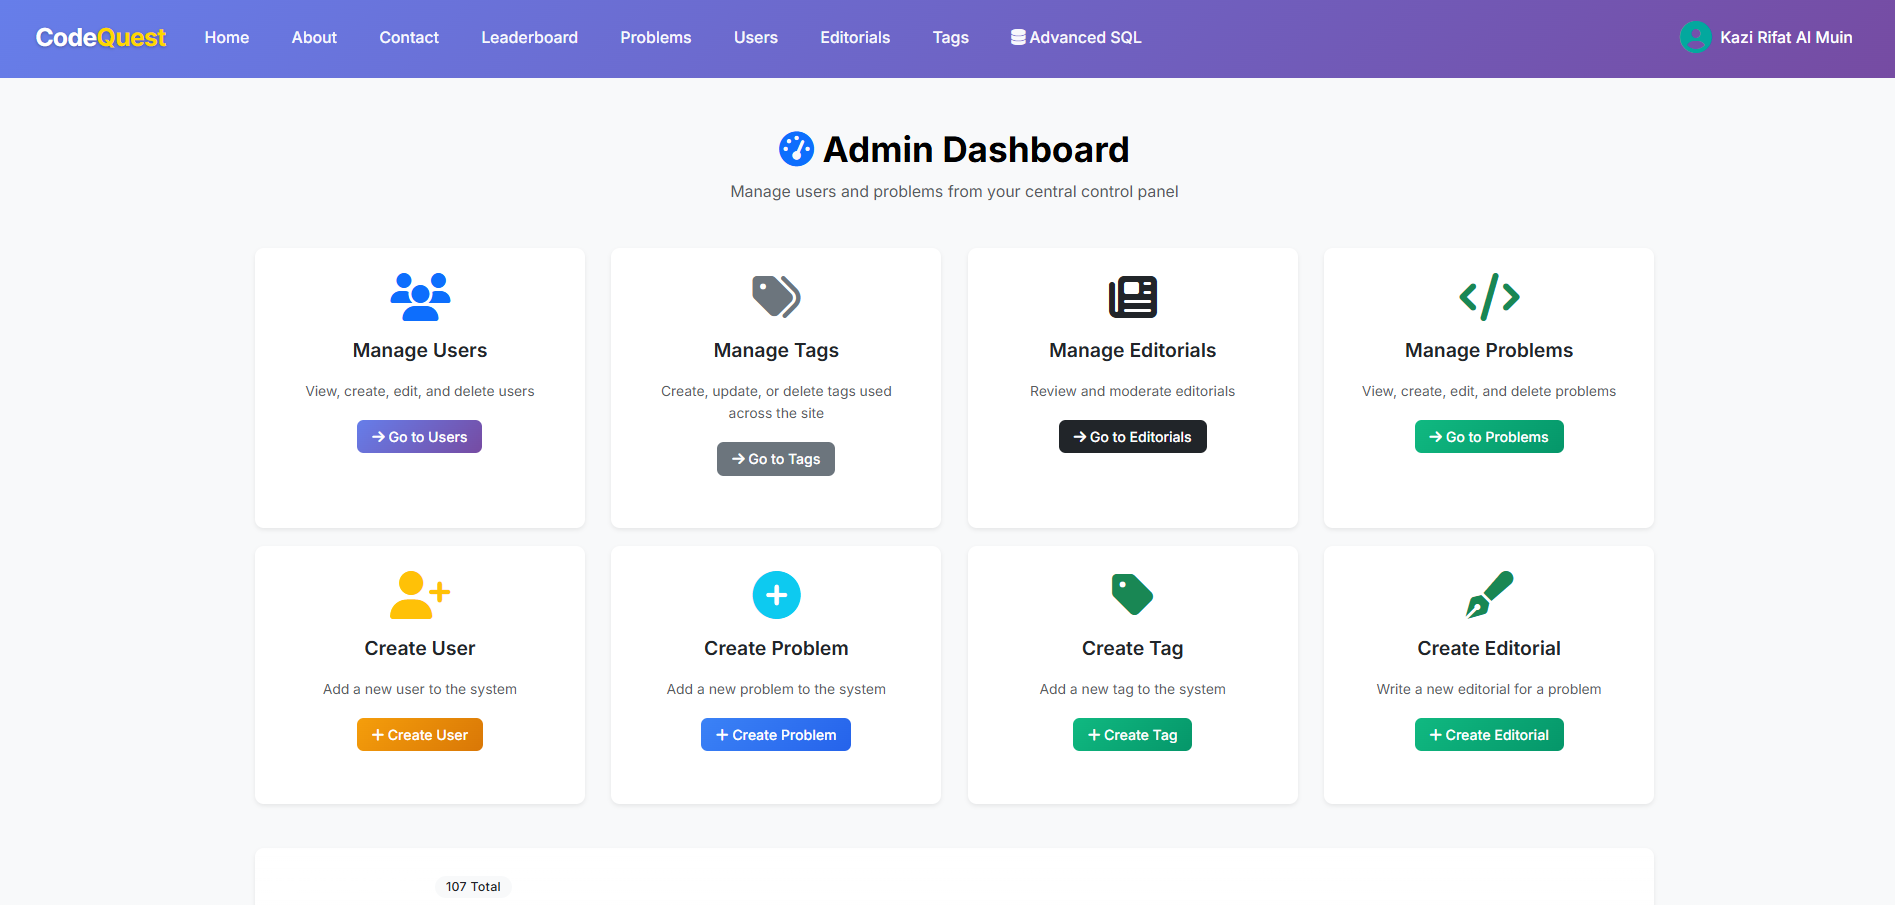 CodeQuest Home About Contact Leaderboard Problems Users Editorials Tags Advanced SQL Kazi Rifat Al Muin
Admin Dashboard
Manage users and problems from your central control panel
Manage Users
View, create, edit, and delete users
Go to Users
Manage Tags
Create, update, or delete tags used
across the site
Go to Tags
Manage Editorials
Review and moderate editorials
Go to Editorials
Manage Problems
View, create, edit, and delete problems
Go to Problems
Create User
Add a new user to the system
Create User
Create Problem
Add a new problem to the system
Create Problem
Create Tag
Add a new tag to the system
Create Tag
Create Editorial
Write a new editorial for a problem
Create Editorial
107 Total